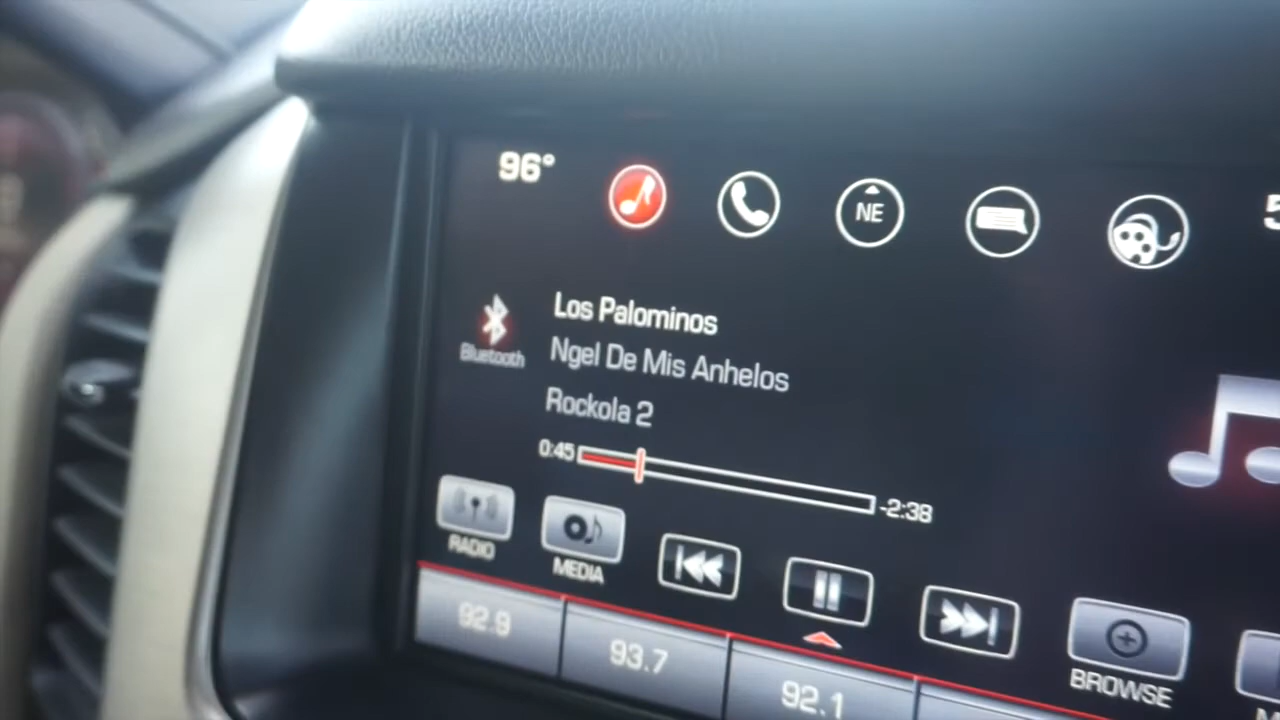 96°
NE
5
Bluetooth
Los Palominos
Ngel De Mis Anhelos
Rockola 2
0:45
-2:38
RADIO
MEDIA
BROWSE
92.9
93.7
92.1